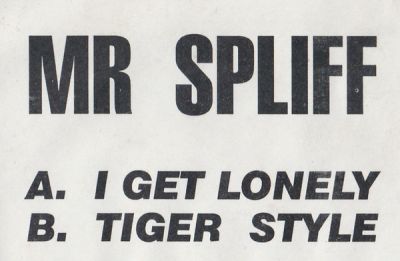 MR SPLIFF
A. I GET LONELY
B. TIGER STYLE